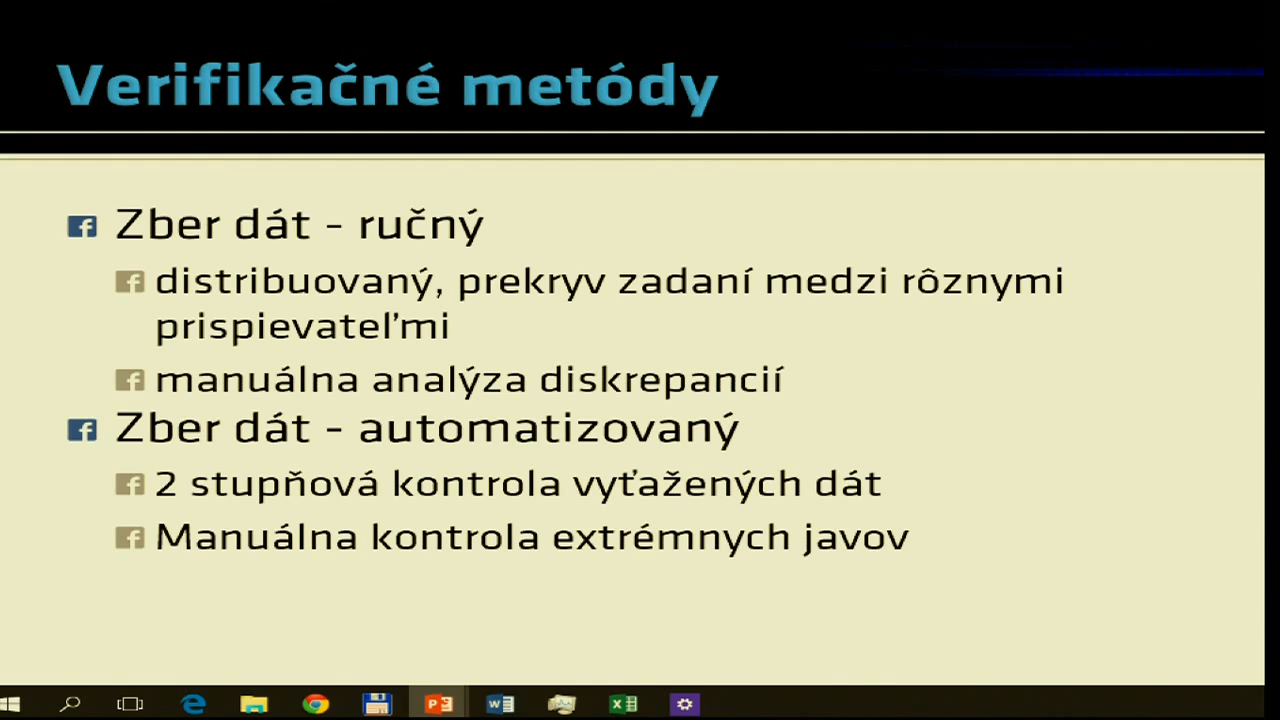 Verifikačné metódy
Zber dát - ručný
distribuovaný, prekryv zadaní medzi rôznymi
prispievateľmi
manuálna analýza diskrepancií
Zber dát - automatizovaný
2 stupňová kontrola vyťažených dát
Manuálna kontrola extrémnych javov